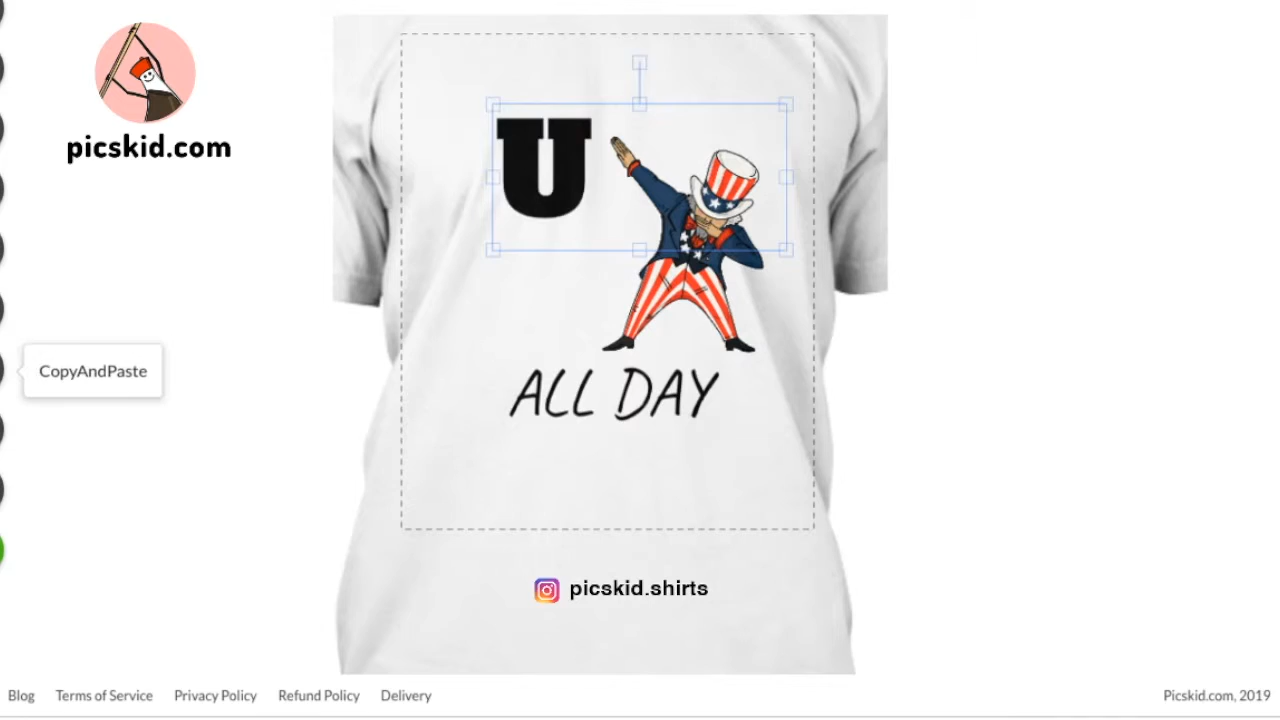 picskid.com
U
CopyAndPaste
ALL DAY
picskid.shirts
Blog Terms of Service Privacy Policy Refund Policy Delivery Picskid.com, 2019